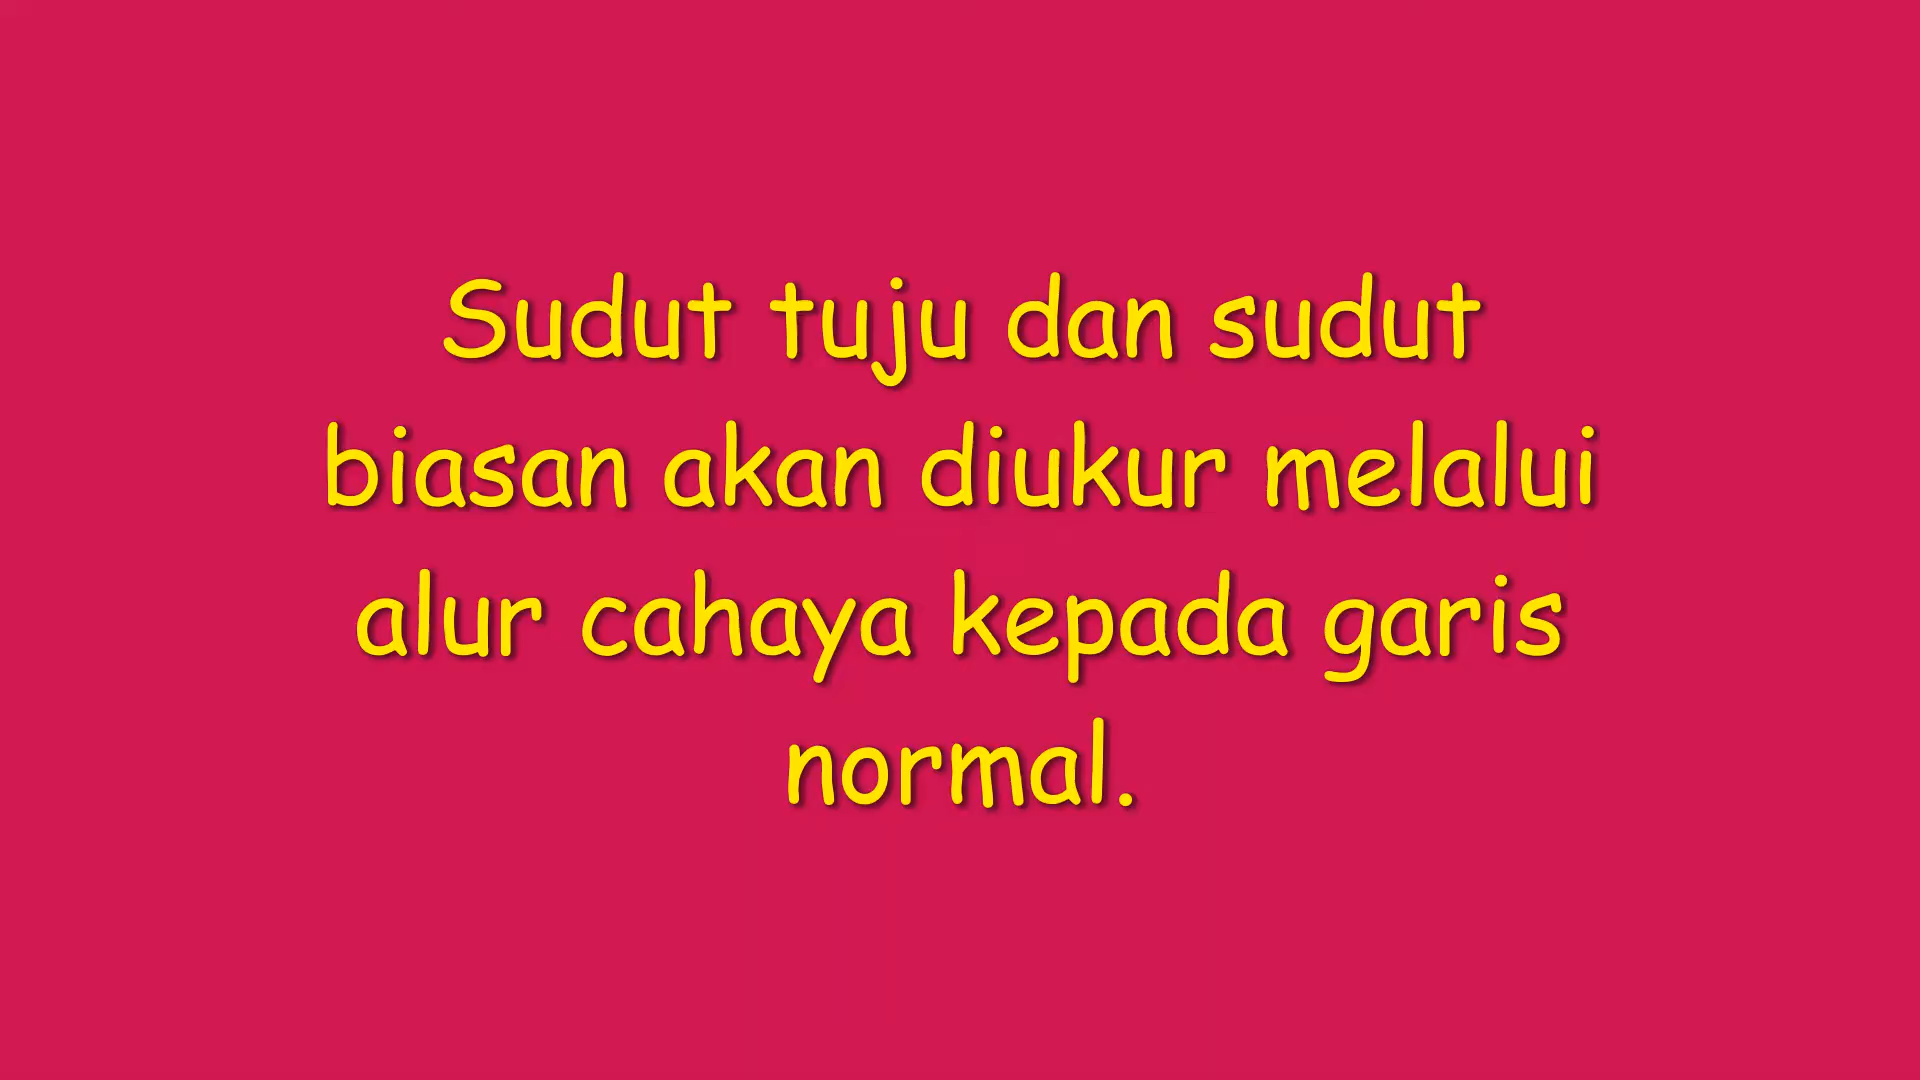 Sudut tuju dan sudut
biasan akan diukur melalui
alur cahaya kepada garis
normal.